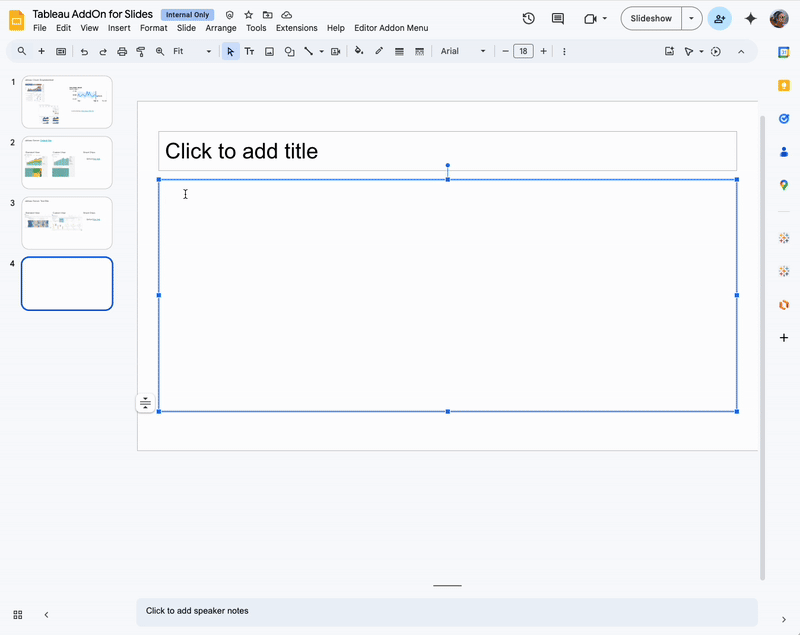 Tableau AddOn for Slides Internal Only
File Edit View Insert Format Slide Arrange Tools Extensions Help Editor Addon Menu
Slideshow
Fit Arial 18
1
2
3
4
Click to add title
Click to add speaker notes